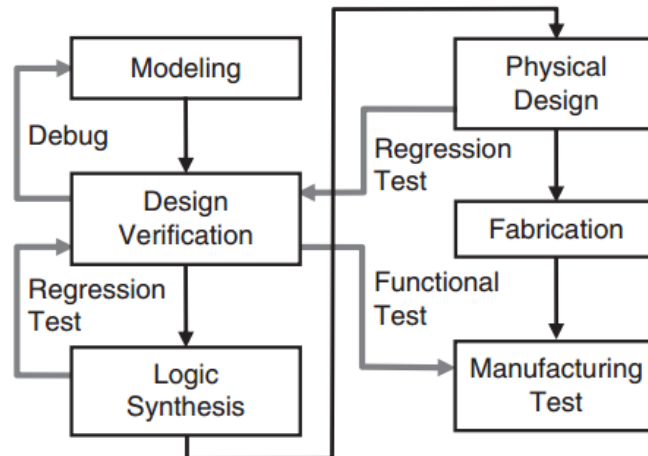 Modeling
Debug
Design
Verification
Regression
Test
Logic
Synthesis
Physical
Design
Regression
Test
Fabrication
Functional
Test
Manufacturing
Test